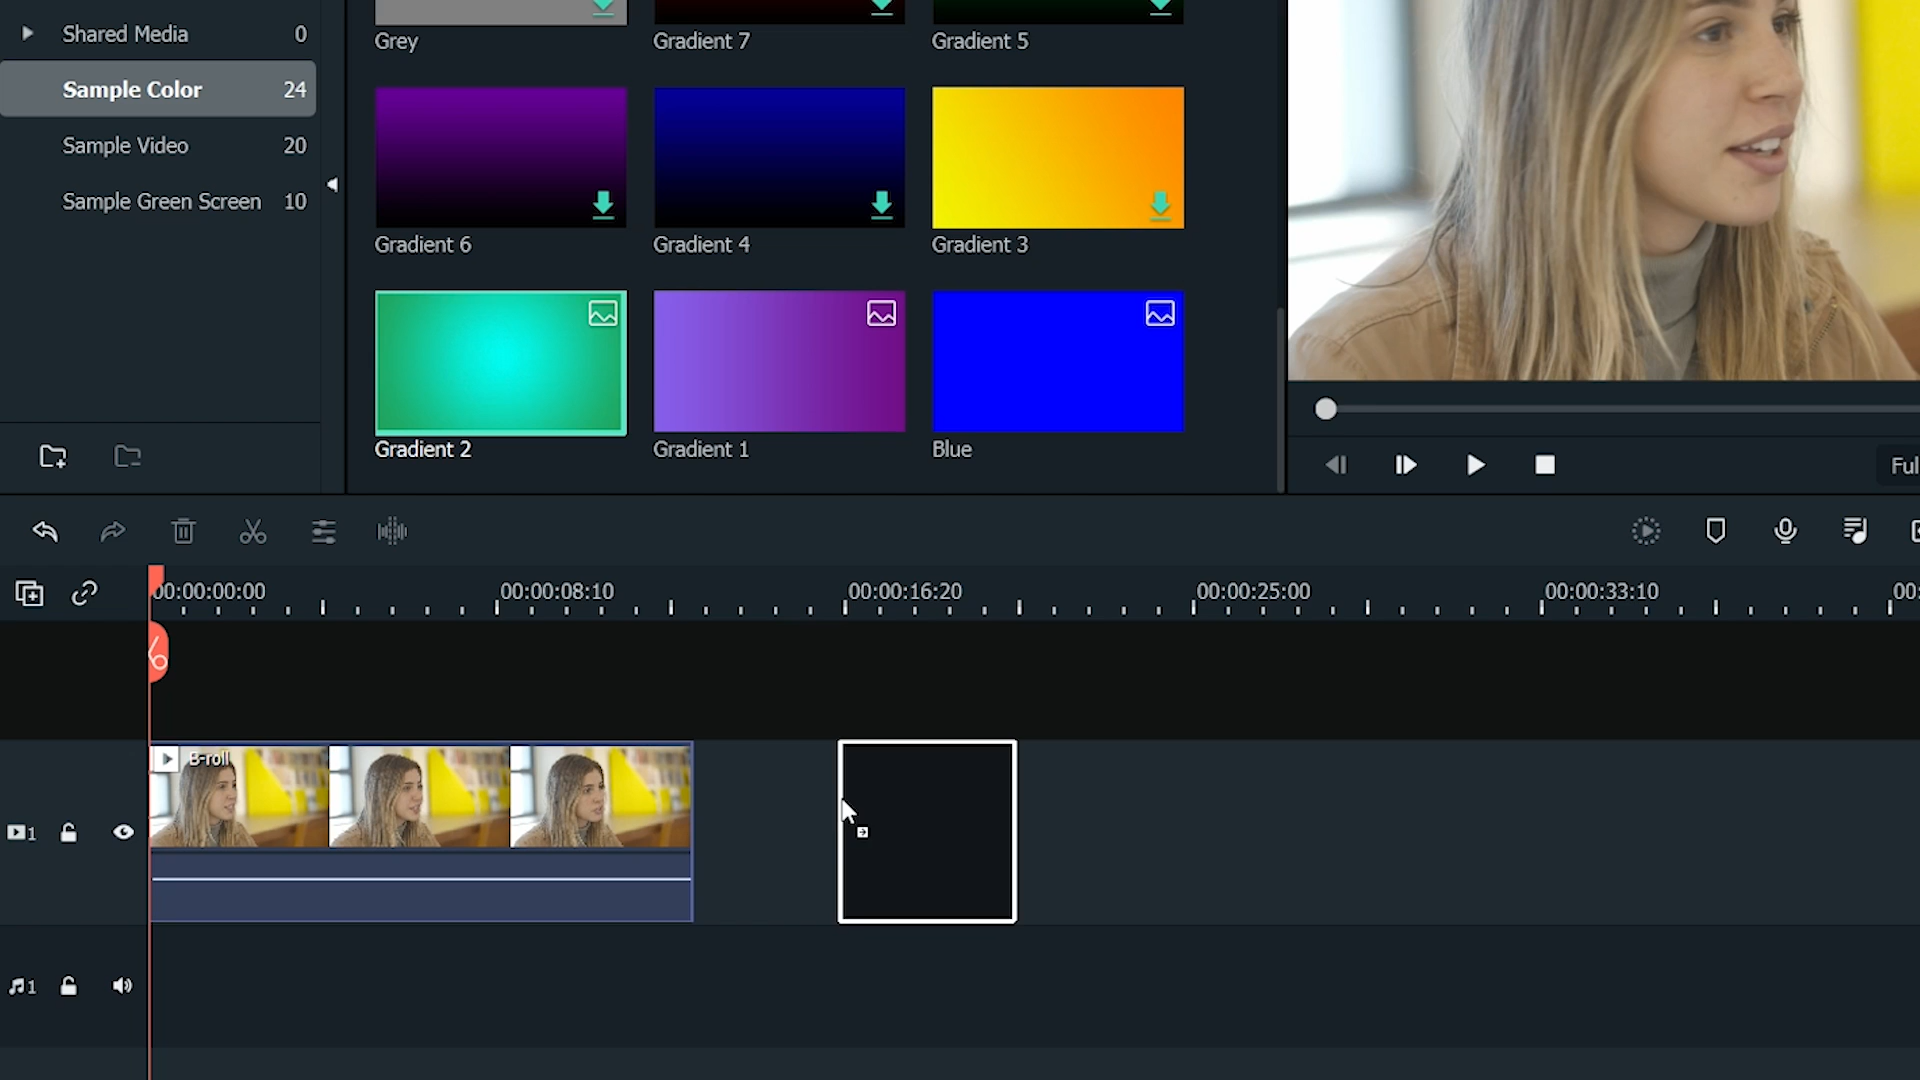 Shared Media 0
Sample Color 24
Sample Video 20
Sample Green Screen 10
Grey
Gradient 7
Gradient 5
Gradient 6
Gradient 4
Gradient 3
Gradient 2
Gradient 1
Blue
Ful
00:00:00:00
00:00:08:10
00:00:16:20
00:00:25:00
00:00:33:10
00:
B-roll
1
1